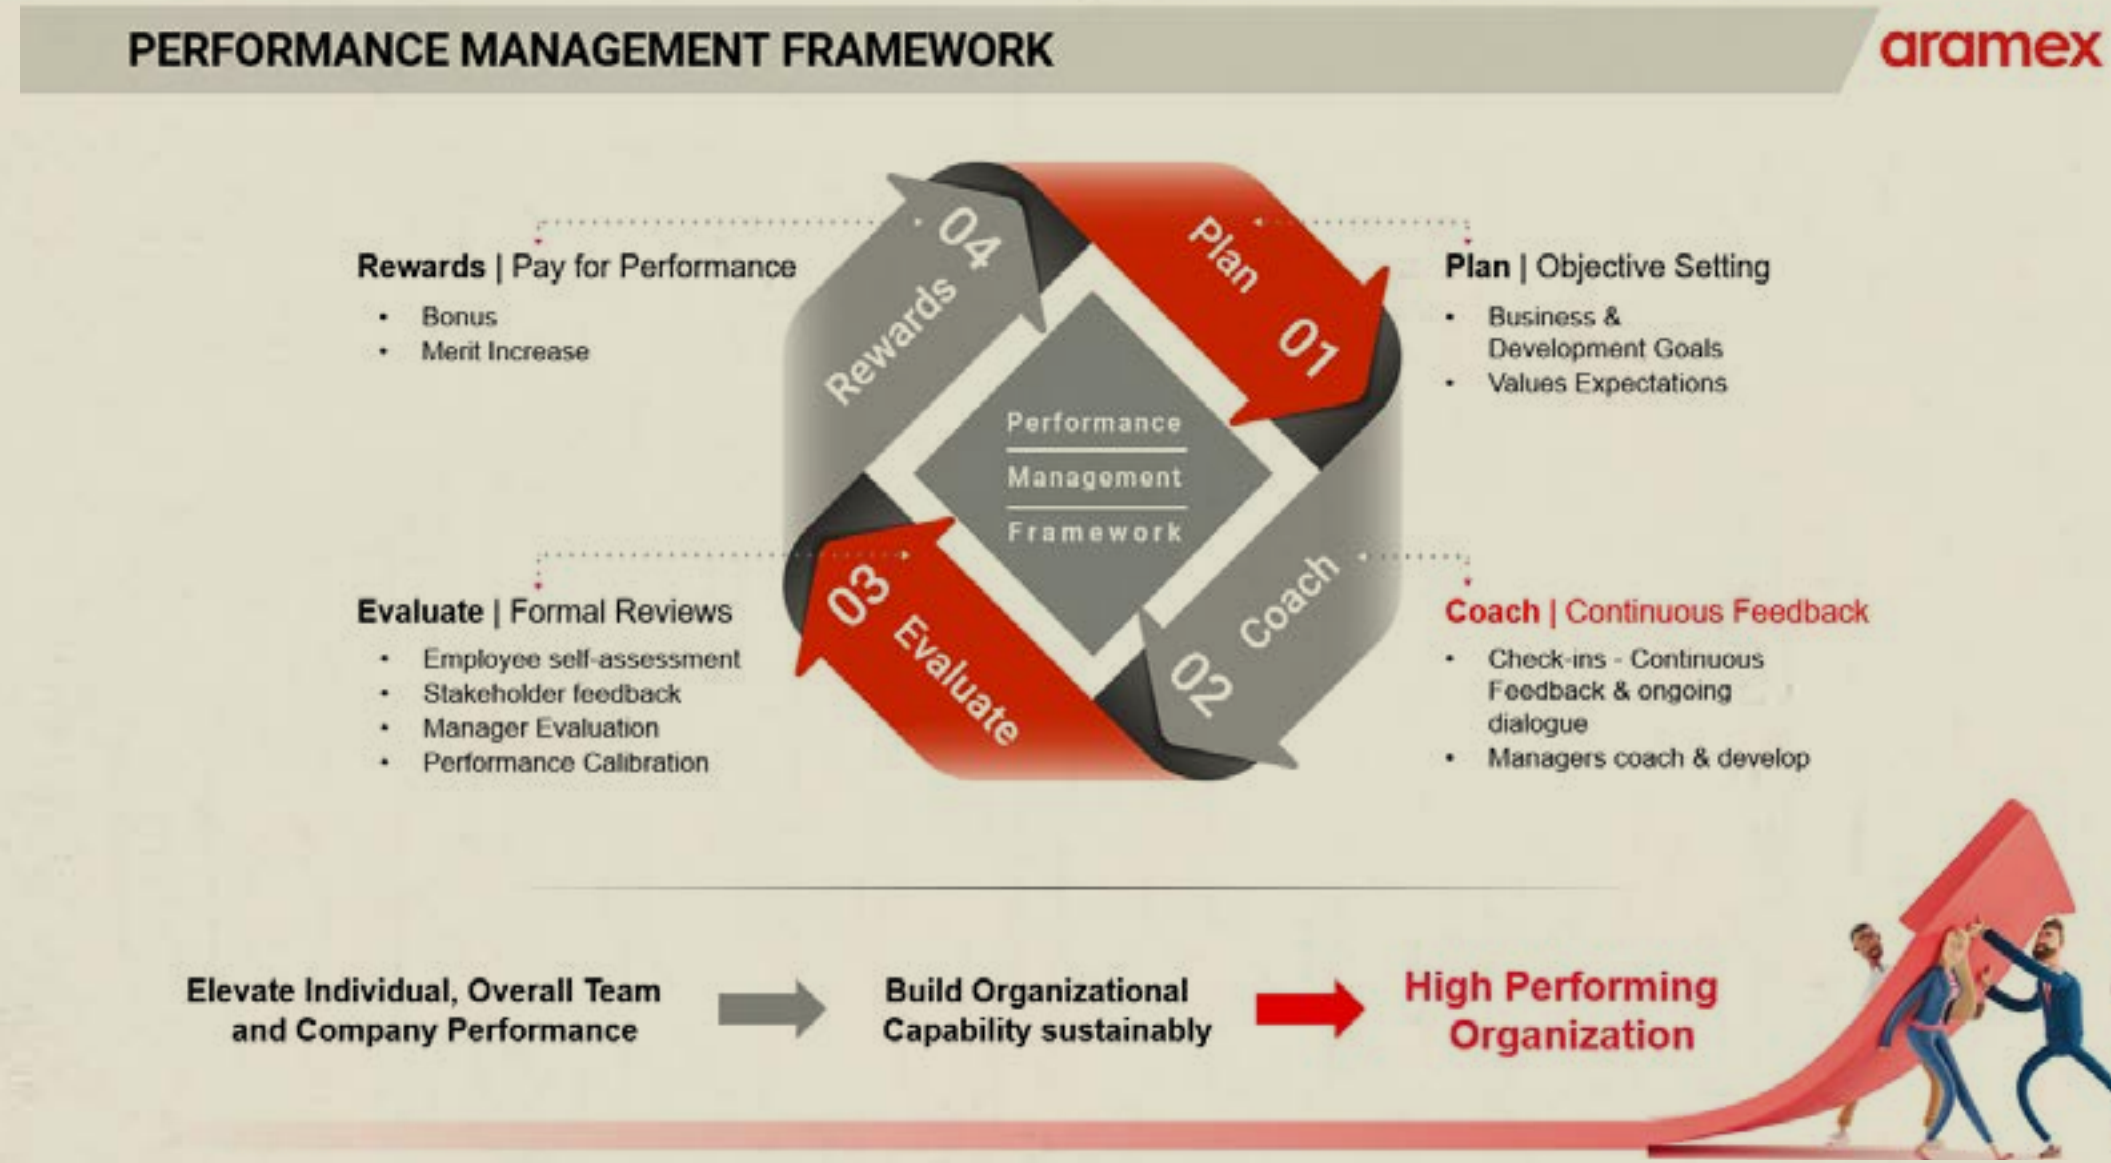 PERFORMANCE MANAGEMENT FRAMEWORK
aramex
Rewards | Pay for Performance
• Bonus
• Merit Increase
04
Rewards
Plan
01
Plan | Objective Setting
• Business &
Development Goals
• Values Expectations
Performance
Management
Framework
Evaluate | Formal Reviews
• Employee self-assessment
• Stakeholder feedback
• Manager Evaluation
• Performance Calibration
03
Evaluate
Coach
02
Coach | Continuous Feedback
• Check-ins - Continuous
Feedback & ongoing
dialogue
• Managers coach & develop
Elevate Individual, Overall Team
and Company Performance
Build Organizational
Capability sustainably
High Performing
Organization